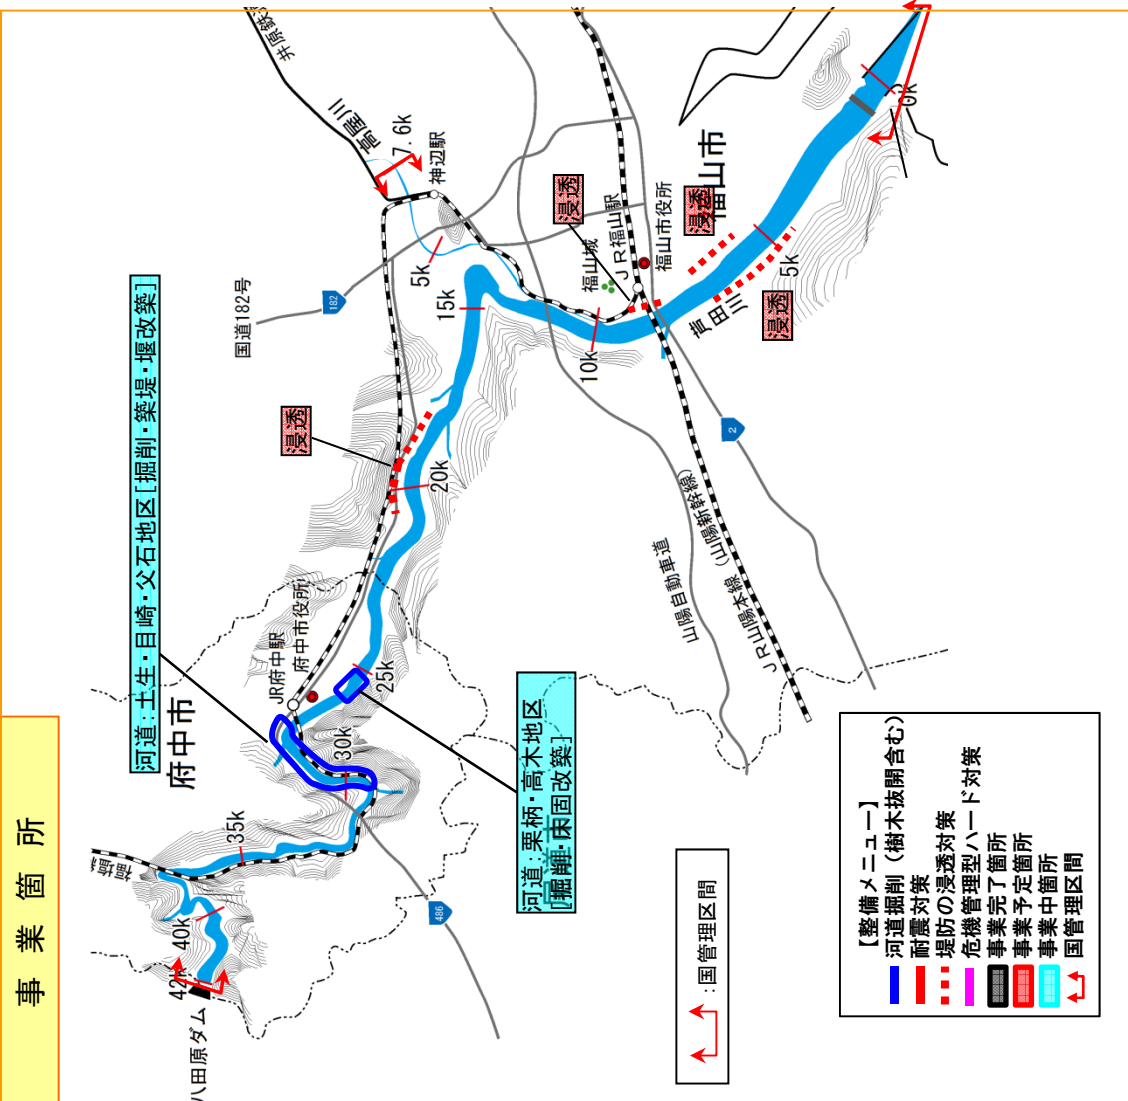 事業箇所
河道:土生・目崎・父石地区[掘削・築堤・堰改築]
府中市
JR府中駅
府中市役所
国道182号
182
井原鉄道
高屋川
7.6k
神辺駅
5k
15k
浸透
20k
25k
30k
35k
40k
42k
八田原ダム
486
河道:栗柄・高木地区
[掘削・床固改築]
福山城
浸透
JR福山駅
福山市役所
福山市
浸透
浸透
芦田川
0k
5k
10k
2
山陽自動車道
JR山陽本線(山陽新幹線)
:国管理区間
【整備メニュー】
河道掘削(樹木抜開含む)
耐震対策
堤防の浸透対策
危機管理型ハード対策
事業完了箇所
事業予定箇所
事業中箇所
国管理区間